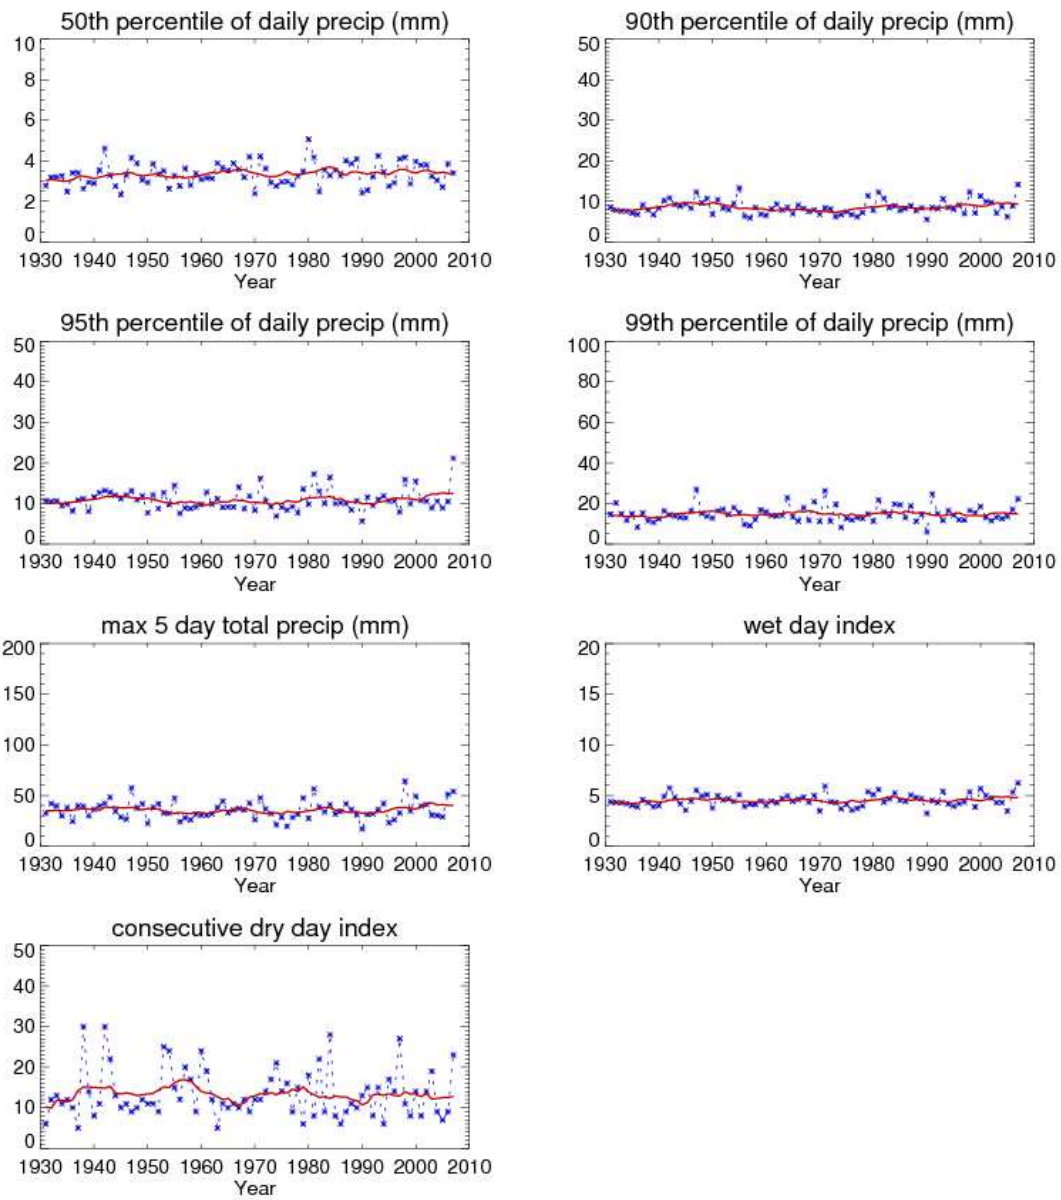 50th percentile of daily precip (mm)
10
8
6
4
2
0
1930 1940 1950 1960 1970 1980 1990 2000 2010
Year
90th percentile of daily precip (mm)
50
40
30
20
10
0
1930 1940 1950 1960 1970 1980 1990 2000 2010
Year
95th percentile of daily precip (mm)
50
40
30
20
10
0
1930 1940 1950 1960 1970 1980 1990 2000 2010
Year
99th percentile of daily precip (mm)
100
80
60
40
20
0
1930 1940 1950 1960 1970 1980 1990 2000 2010
Year
max 5 day total precip (mm)
200
150
100
50
0
1930 1940 1950 1960 1970 1980 1990 2000 2010
Year
wet day index
20
15
10
5
0
1930 1940 1950 1960 1970 1980 1990 2000 2010
Year
consecutive dry day index
50
40
30
20
10
0
1930 1940 1950 1960 1970 1980 1990 2000 2010
Year